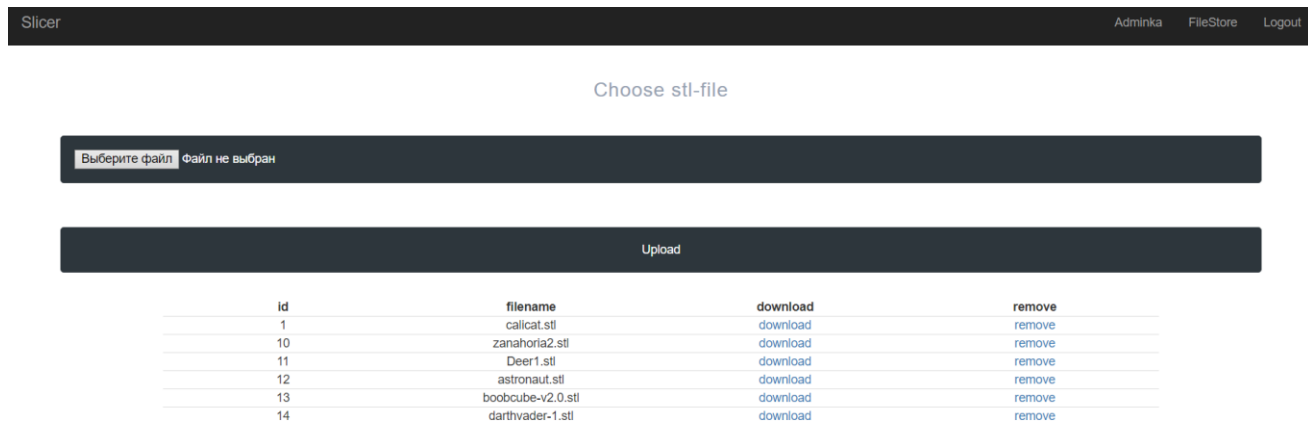 Slicer Adminka FileStore Logout
Choose stl-file
Выберите файл Файл не выбран
Upload
id filename download remove
1 calicat.stl download remove
10 zanahoria2.stl download remove
11 Deer1.stl download remove
12 astronaut.stl download remove
13 boobcube-v2.0.stl download remove
14 darthvader-1.stl download remove